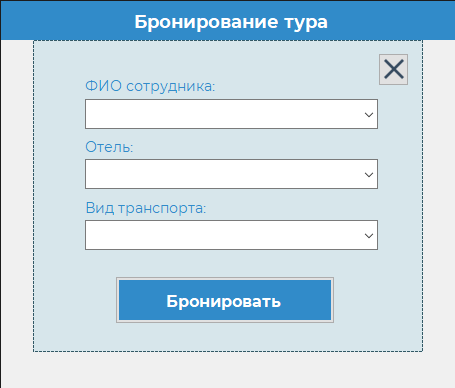 Бронирование тура
ФИО сотрудника:
Отель:
Вид транспорта:
Бронировать